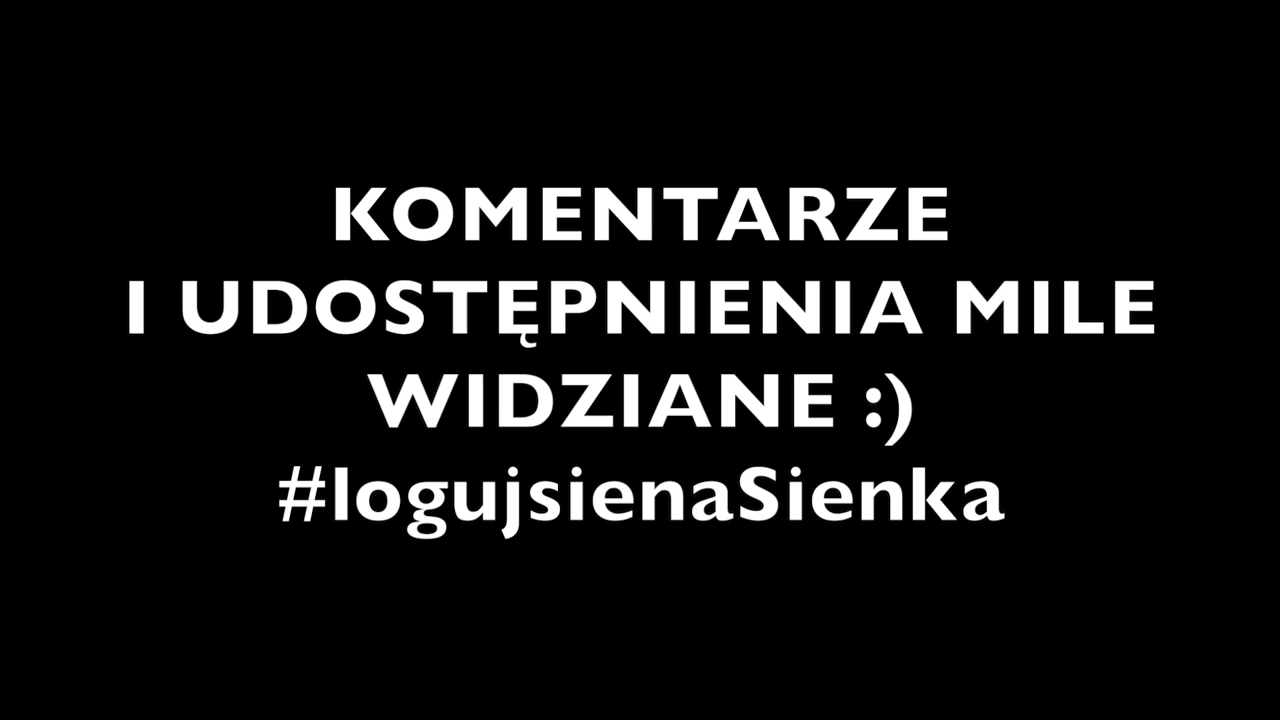 KOMENTARZE
I UDOSTĘPNIENIA MILE
WIDZIANE :)
#logujsienaSienka